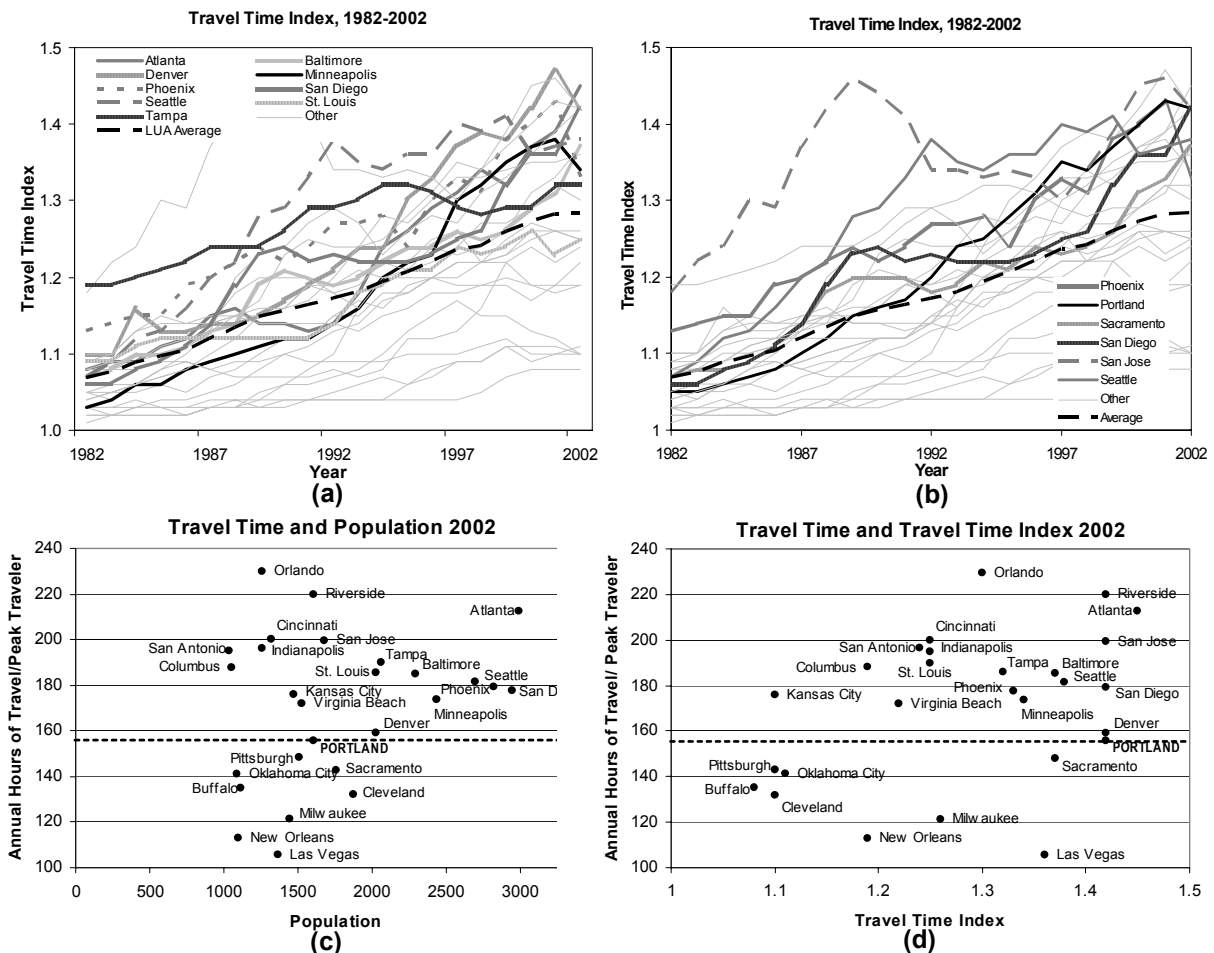 Travel Time Index, 1982-2002
Travel Time Index
1.5
1.4
1.3
1.2
1.1
1.0
Atlanta
Denver
Phoenix
Seattle
Tampa
LUA Average
Baltimore
Minneapolis
San Diego
St. Louis
Other
1982
1987
1992
1997
2002
Year
(a)
Travel Time Index, 1982-2002
Travel Time Index
1.5
1.4
1.3
1.2
1.1
1
Phoenix
Portland
Sacramento
San Diego
San Jose
Seattle
Other
Average
1982
1987
1992
1997
2002
Year
(b)
Travel Time and Population 2002
Annual Hours of Travel/Peak Traveler
240
220
200
180
160
140
120
100
Orlando
Riverside
Atlanta
Cincinnati
San Jose
San Antonio
Indianapolis
Tampa
Columbus
St. Louis
Baltimore
Seattle
Kansas City
Phoenix
San D
Virginia Beach
Minneapolis
Denver
PORTLAND
Pittsburgh
Sacramento
Oklahoma City
Buffalo
Cleveland
Milwaukee
New Orleans
Las Vegas
0
500
1000
1500
2000
2500
3000
Population
(c)
Travel Time and Travel Time Index 2002
Annual Hours of Travel/ Peak Traveler
240
220
200
180
160
140
120
100
Orlando
Riverside
Atlanta
Cincinnati
San Jose
San Antonio
Indianapolis
Columbus
St. Louis
Tampa
Baltimore
Seattle
Kansas City
Phoenix
San Diego
Virginia Beach
Minneapolis
Denver
PORTLAND
Pittsburgh
Sacramento
Oklahoma City
Buffalo
Cleveland
Milwaukee
New Orleans
Las Vegas
1
1.1
1.2
1.3
1.4
1.5
Travel Time Index
(d)